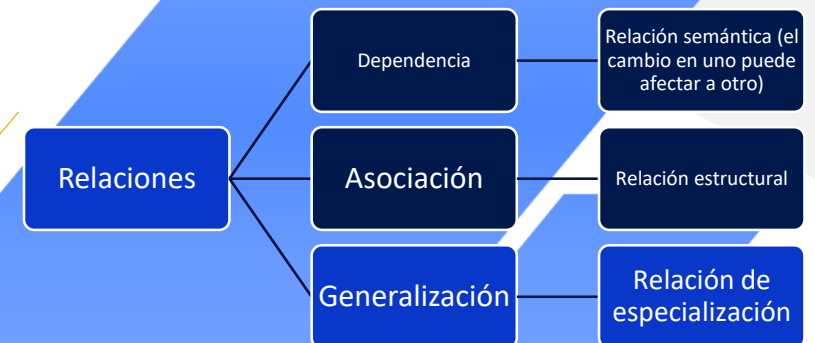 Relaciones
Dependencia
Relación semántica (el
cambio en uno puede
afectar a otro)
Asociación
Relación estructural
Generalización
Relación de
especialización